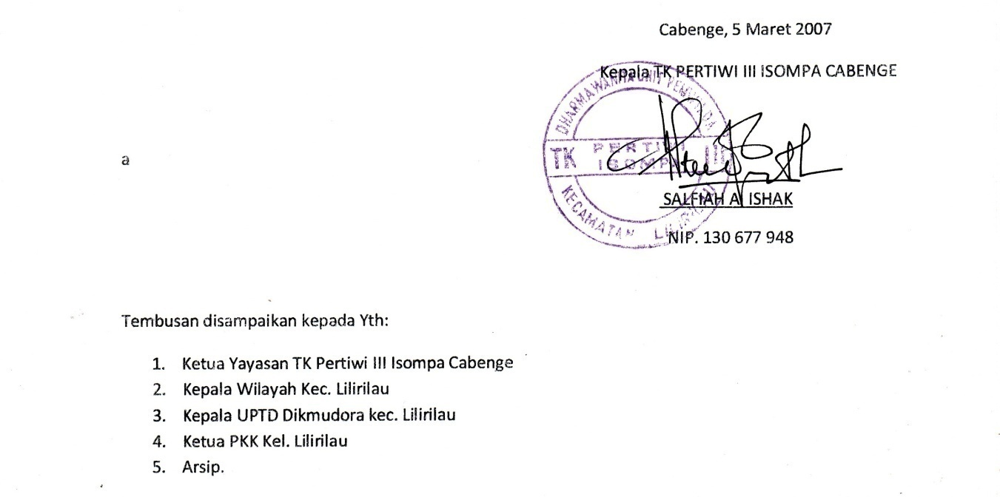 Cabenge, 5 Maret 2007
Kepala TK PERTIWI III ISOMPA CABENGE
DHARMA WANITA UNIT
TK PERTIWI III
ISOMPA
KECAMATAN
a
SALFIAH A ISHAK
NIP. 130 677 948
Tembusan disampaikan kepada Yth:
1. Ketua Yayasan TK Pertiwi III Isompa Cabenge
2. Kepala Wilayah Kec. Lilirilau
3. Kepala UPTD Dikmudora kec. Lilirilau
4. Ketua PKK Kel. Lilirilau
5. Arsip.